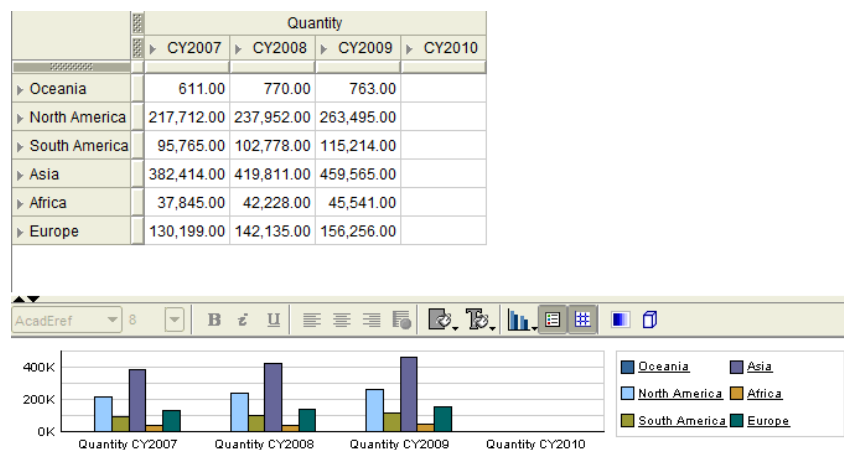 Quantity
CY2007 CY2008 CY2009 CY2010
Oceania 611.00 770.00 763.00
North America 217,712.00 237,952.00 263,495.00
South America 95,765.00 102,778.00 115,214.00
Asia 382,414.00 419,811.00 459,565.00
Africa 37,845.00 42,228.00 45,541.00
Europe 130,199.00 142,135.00 156,256.00
AcadEref 8 B i U
400K
200K
0K
Quantity CY2007 Quantity CY2008 Quantity CY2009 Quantity CY2010
Oceania Asia
North America Africa
South America Europe